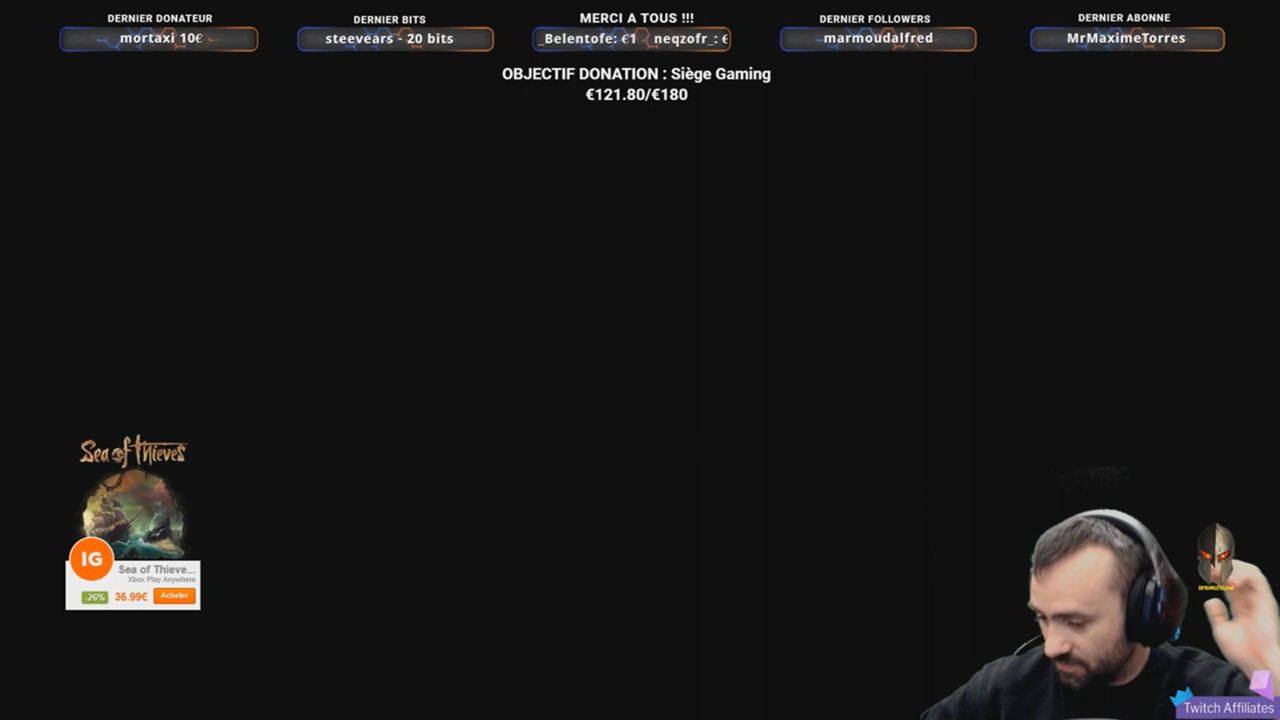 DERNIER DONATEUR
mortaxi 10€
DERNIER BITS
steevears - 20 bits
MERCI A TOUS !!!
_Belentofe: €1 neqzofr_: €
DERNIER FOLLOWERS
marmoudalfred
DERNIER ABONNE
MrMaximeTorres
OBJECTIF DONATION : Siège Gaming
€121.80/€180
Sea of Thieves
IG
Sea of Thieve...
Xbox Play Anywhere
-26% 36.99€ Acheter
Twitch Affiliates